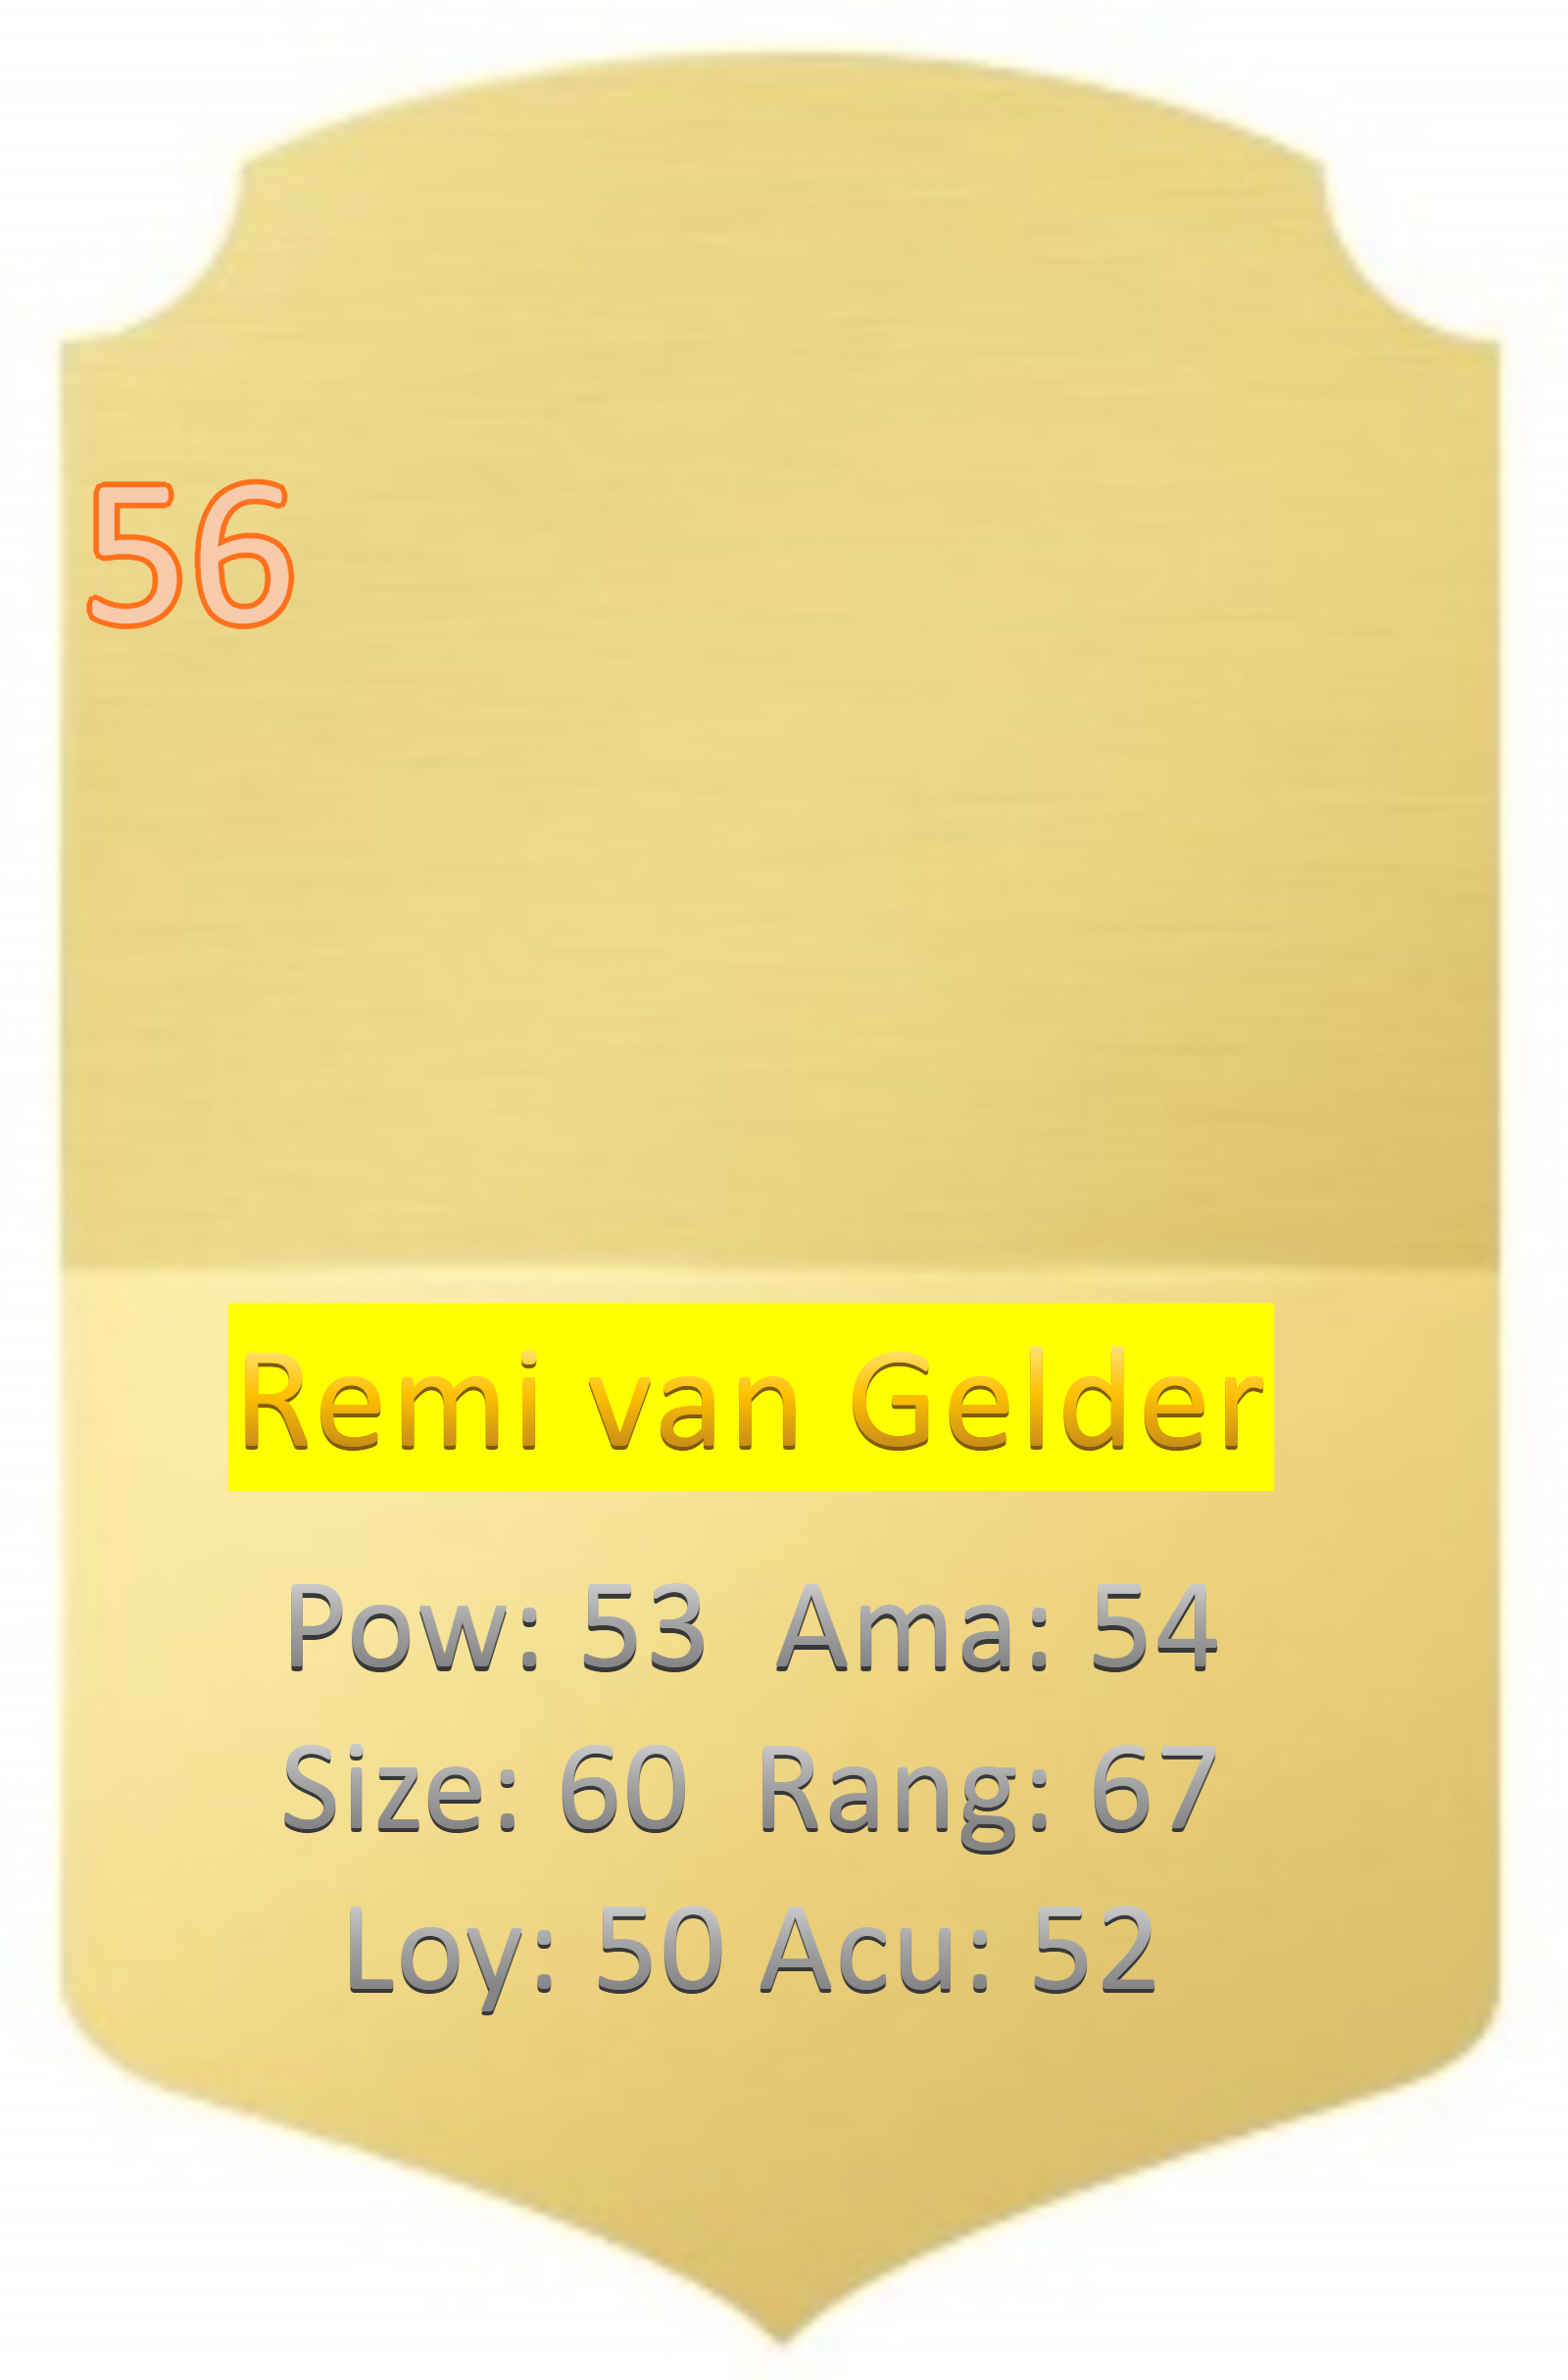 56
Remi van Gelder
Pow: 53 Ama: 54
Size: 60 Rang: 67
Loy: 50 Acu: 52